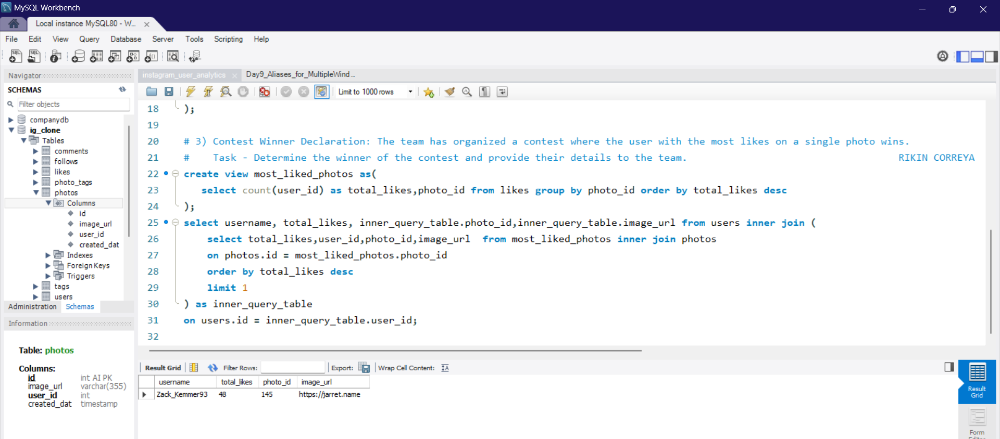 MySQL Workbench
Local instance MySQL80 - W...
File Edit View Query Database Server Tools Scripting Help
Navigator
SCHEMAS
Filter objects
companydb
ig_clone
Tables
comments
follows
likes
photo_tags
photos
Columns
id
image_url
user_id
created_dat
Indexes
Foreign Keys
Triggers
tags
users
Administration Schemas
Information
Table: photos
Columns:
id int AI PK
image_url varchar(355)
user_id int
created_dat timestamp
instagram_user_analytics Day9_Aliases_for_MultipleWind...
Limit to 1000 rows
18 );
19
20 # 3) Contest Winner Declaration: The team has organized a contest where the user with the most likes on a single photo wins.
21 # Task - Determine the winner of the contest and provide their details to the team. RIKIN CORREYA
22 create view most_liked_photos as(
23 select count(user_id) as total_likes,photo_id from likes group by photo_id order by total_likes desc
24 );
25 select username, total_likes, inner_query_table.photo_id,inner_query_table.image_url from users inner join (
26 select total_likes,user_id,photo_id,image_url from most_liked_photos inner join photos
27 on photos.id = most_liked_photos.photo_id
28 order by total_likes desc
29 limit 1
30 ) as inner_query_table
31 on users.id = inner_query_table.user_id;
32
Result Grid Filter Rows: Export: Wrap Cell Content:
username total_likes photo_id image_url
Zack_Kemmer93 48 145 https://jarret.name
Result
Grid
Form